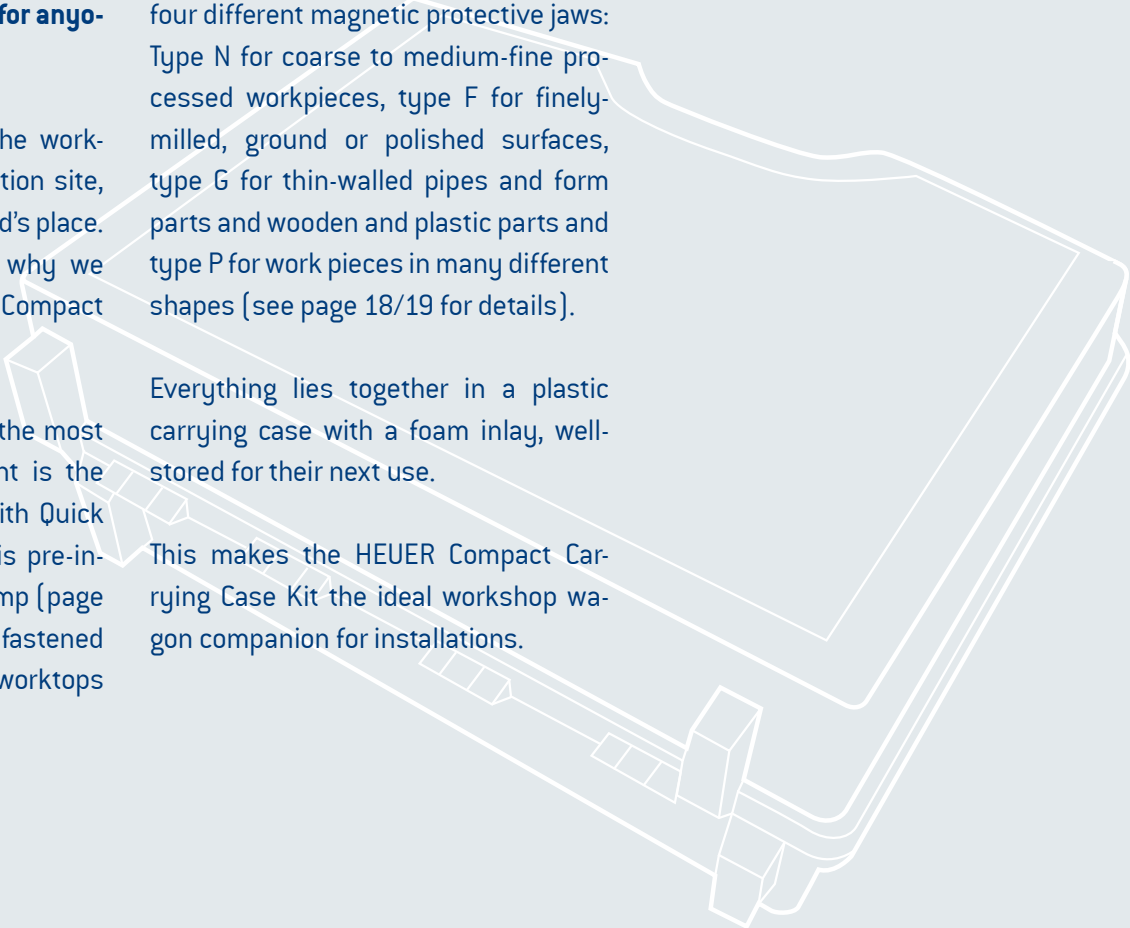 for anyo-
he work-
tion site,
d's place.
why we
Compact
the most
nt is the
ith Quick
is pre-in-
mp (page
fastened
worktops
four different magnetic protective jaws:
Type N for coarse to medium-fine pro-
cessed workpieces, type F for finely-
milled, ground or polished surfaces,
type G for thin-walled pipes and form
parts and wooden and plastic parts and
type P for work pieces in many different
shapes (see page 18/19 for details).
Everything lies together in a plastic
carrying case with a foam inlay, well-
stored for their next use.
This makes the HEUER Compact Car-
rying Case Kit the ideal workshop wa-
gon companion for installations.